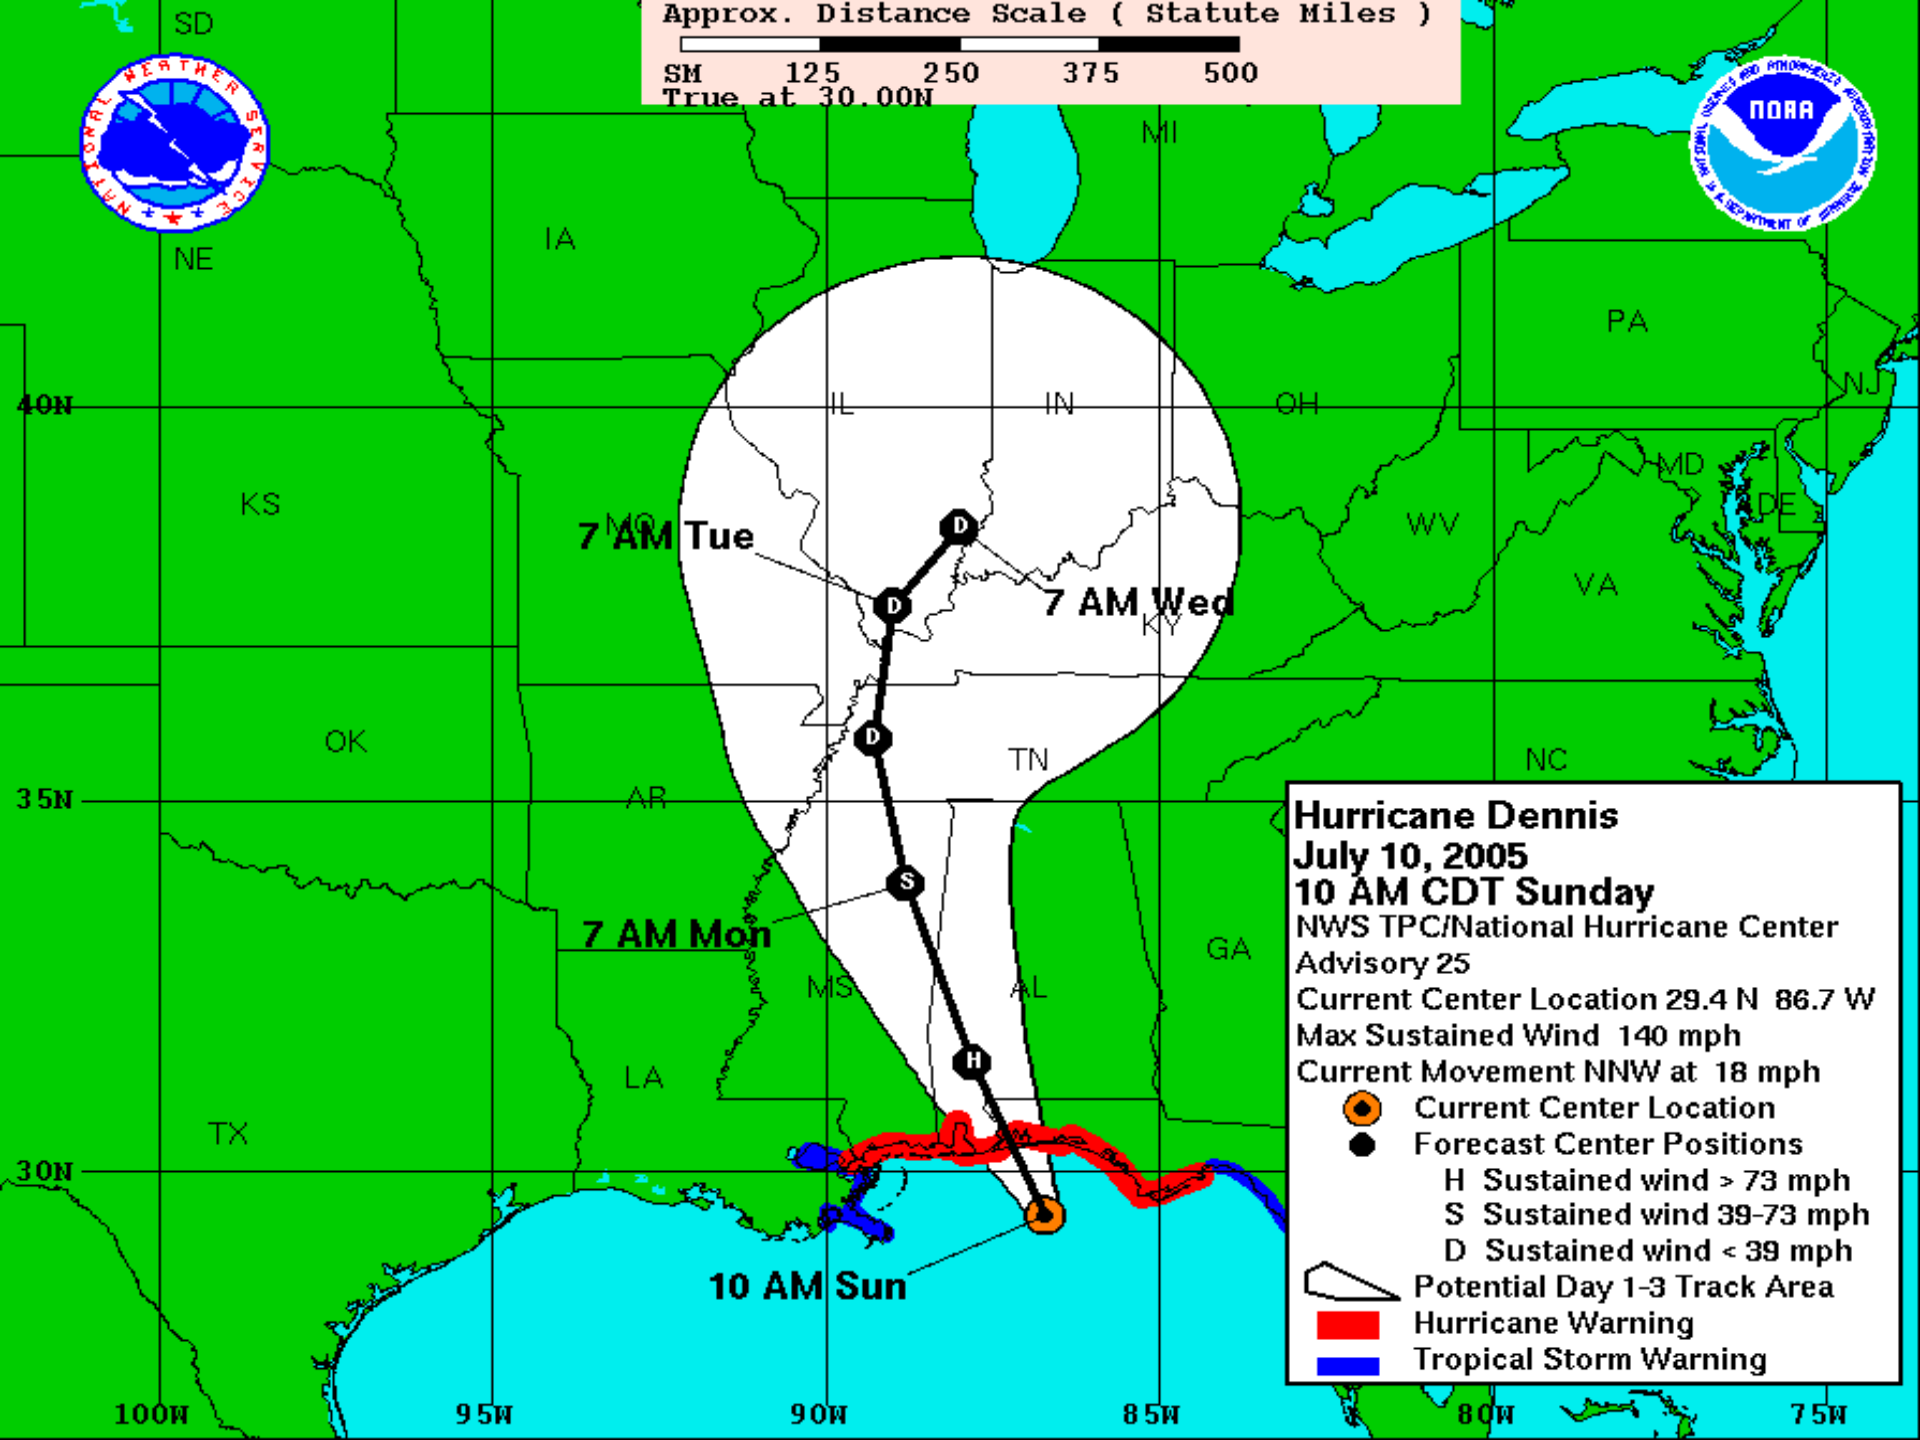 Approx. Distance Scale ( Statute Miles )
SM 125 250 375 500
True at 30.00N
SD
NATIONAL WEATHER SERVICE
NOAA
MI
NE
IA
PA
NJ
40N
IL
IN
OH
MD
DE
KS
MO
7 AM Tue
D
WV
VA
D
7 AM Wed
KY
OK
D
TN
NC
35N
AR
S
7 AM Mon
MS
AL
GA
H
LA
TX
30N
10 AM Sun
Hurricane Dennis
July 10, 2005
10 AM CDT Sunday
NWS TPC/National Hurricane Center
Advisory 25
Current Center Location 29.4 N 86.7 W
Max Sustained Wind 140 mph
Current Movement NNW at 18 mph
Current Center Location
Forecast Center Positions
H Sustained wind > 73 mph
S Sustained wind 39-73 mph
D Sustained wind < 39 mph
Potential Day 1-3 Track Area
Hurricane Warning
Tropical Storm Warning
100W 95W 90W 85W 80W 75W